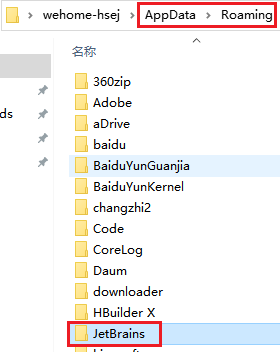 wehome-hsej > AppData > Roaming
名称
ds
360zip
Adobe
aDrive
baidu
BaiduYunGuanjia
BaiduYunKernel
changzhi2
Code
CoreLog
Daum
downloader
HBuilder X
JetBrains